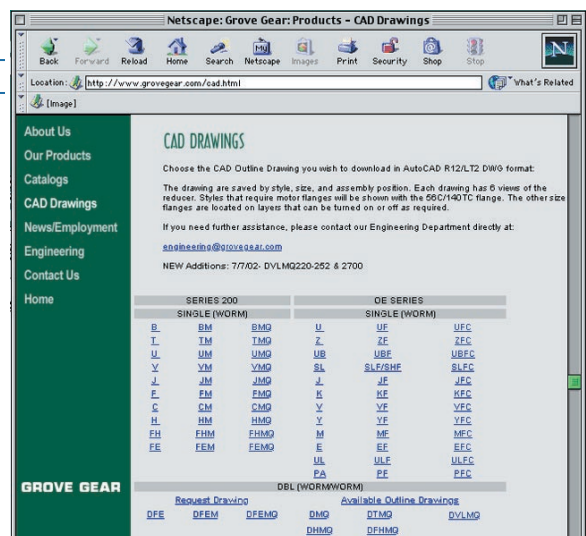 Netscape: Grove Gear: Products - CAD Drawings
Back Forward Reload Home Search Netscape Images Print Security Shop Stop
My
N
Location: http://www.grovegear.com/cad.html What's Related
[Image]
About Us
Our Products
Catalogs
CAD Drawings
News/Employment
Engineering
Contact Us
Home
GROVE GEAR
CAD DRAWINGS
Choose the CAD Outline Drawing you wish to download in AutoCAD R12/LT2 DWG format:
The drawing are saved by style, size, and assembly position. Each drawing has 6 views of the
reducer. Styles that require motor flanges will be shown with the 56C/140TC flange. The other size
flanges are located on layers that can be turned on or off as required.
If you need further assistance, please contact our Engineering Department directly at:
engineering@grovegear.com
NEW Additions: 7/7/02- DVLMQ220-252 & 2700
SERIES 200 OE SERIES
SINGLE (WORM) SINGLE (WORM)
B BM BMQ U UF UFC
T TM TMQ Z ZF ZFC
U UM UMQ UB UBF UBFC
V VM VMQ SL SLF/SHF SLFC
J JM JMQ J JF JFC
F FM FMQ K KF KFC
C CM CMQ V VF VFC
H HM HMQ Y YF YFC
FH FHM FHMQ M MF MFC
FE FEM FEMQ E EF EFC
UL ULF ULFC
PA PF PFC
DBL (WORM/WORM)
Request Drawing Available Outline Drawings
DFE DFEM DFEMQ DMQ DTMQ DVLMQ
DHMQ DFHMQ